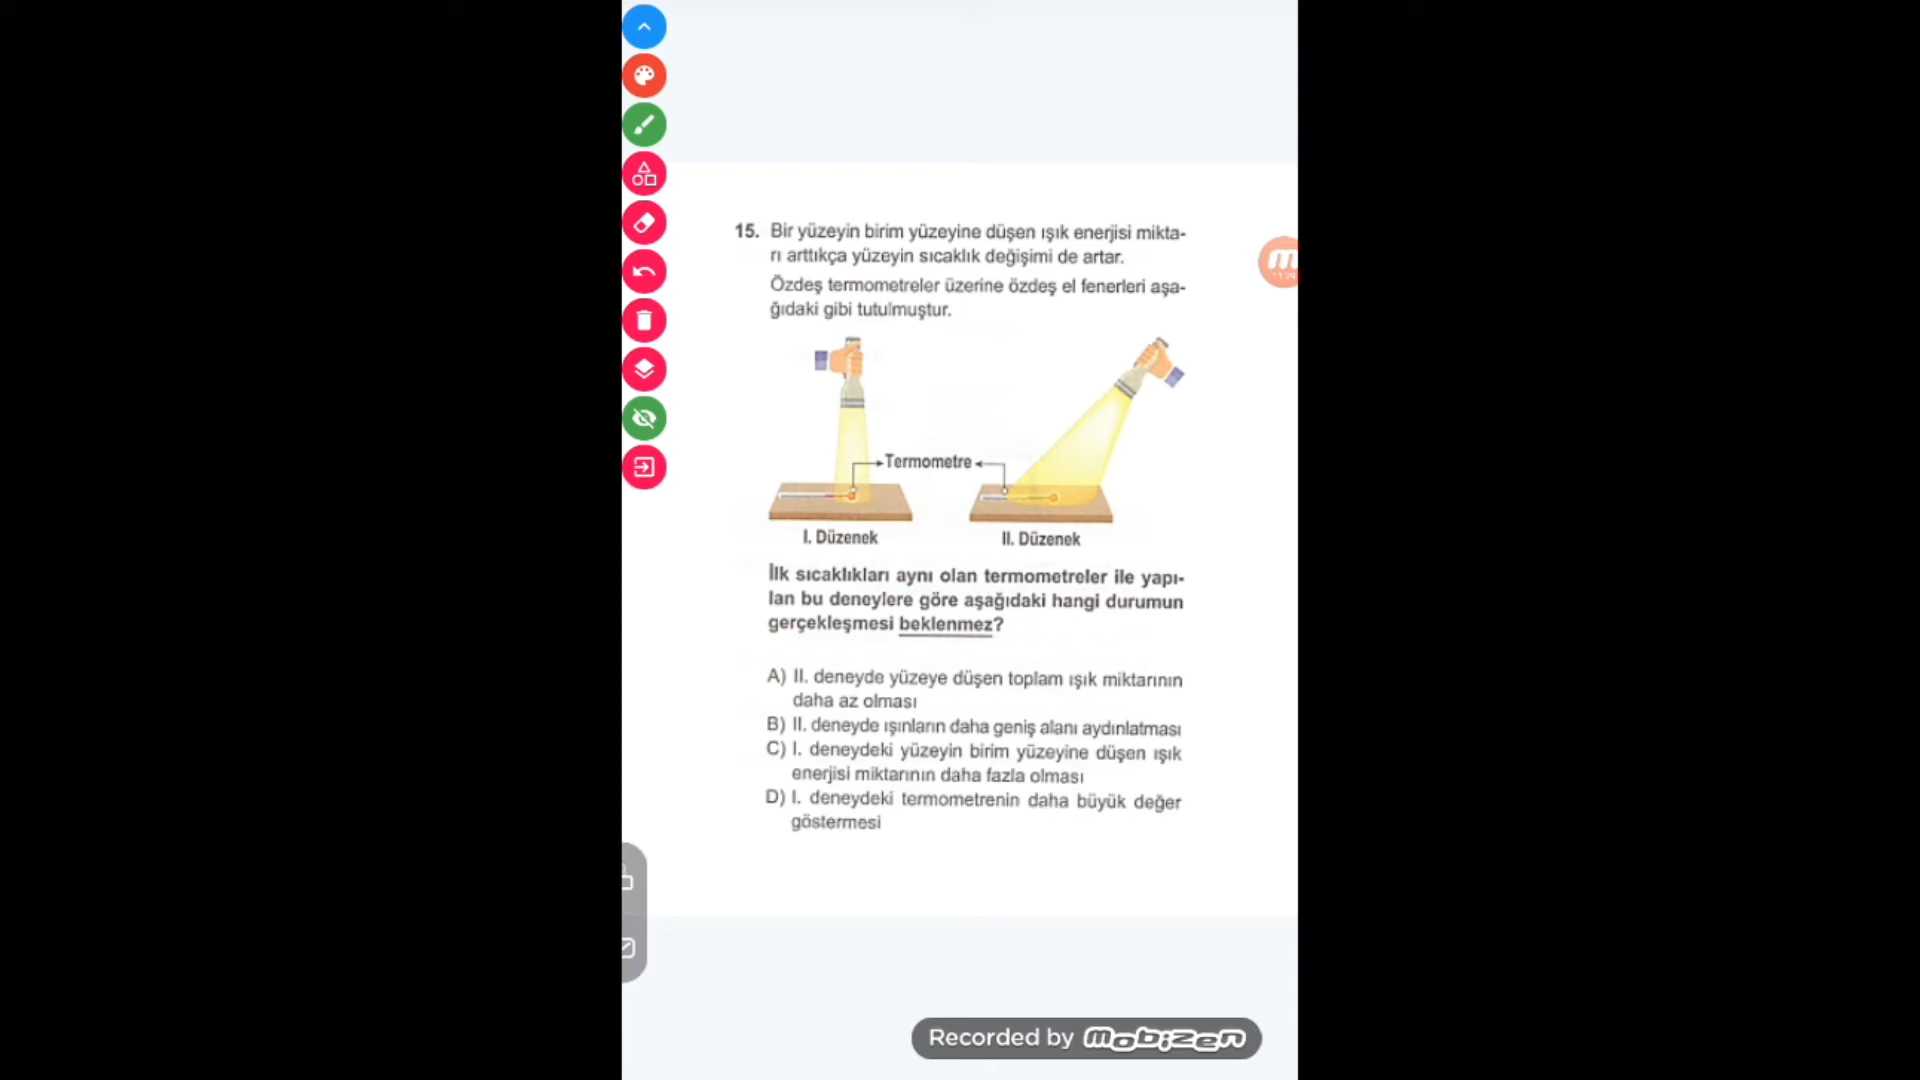 15. Bir yüzeyin birim yüzeyine düşen ışık enerjisi mikta-
rı arttıkça yüzeyin sıcaklık değişimi de artar.
Özdeş termometreler üzerine özdeş el fenerleri aşa-
ğıdaki gibi tutulmuştur.
Termometre
I. Düzenek
II. Düzenek
İlk sıcaklıkları aynı olan termometreler ile yapı-
lan bu deneylere göre aşağıdaki hangi durumun
gerçekleşmesi beklenmez?
A) II. deneyde yüzeye düşen toplam ışık miktarının
daha az olması
B) II. deneyde ışınların daha geniş alanı aydınlatması
C) I. deneydeki yüzeyin birim yüzeyine düşen ışık
enerjisi miktarının daha fazla olması
D) I. deneydeki termometrenin daha büyük değer
göstermesi
Recorded by mobizen